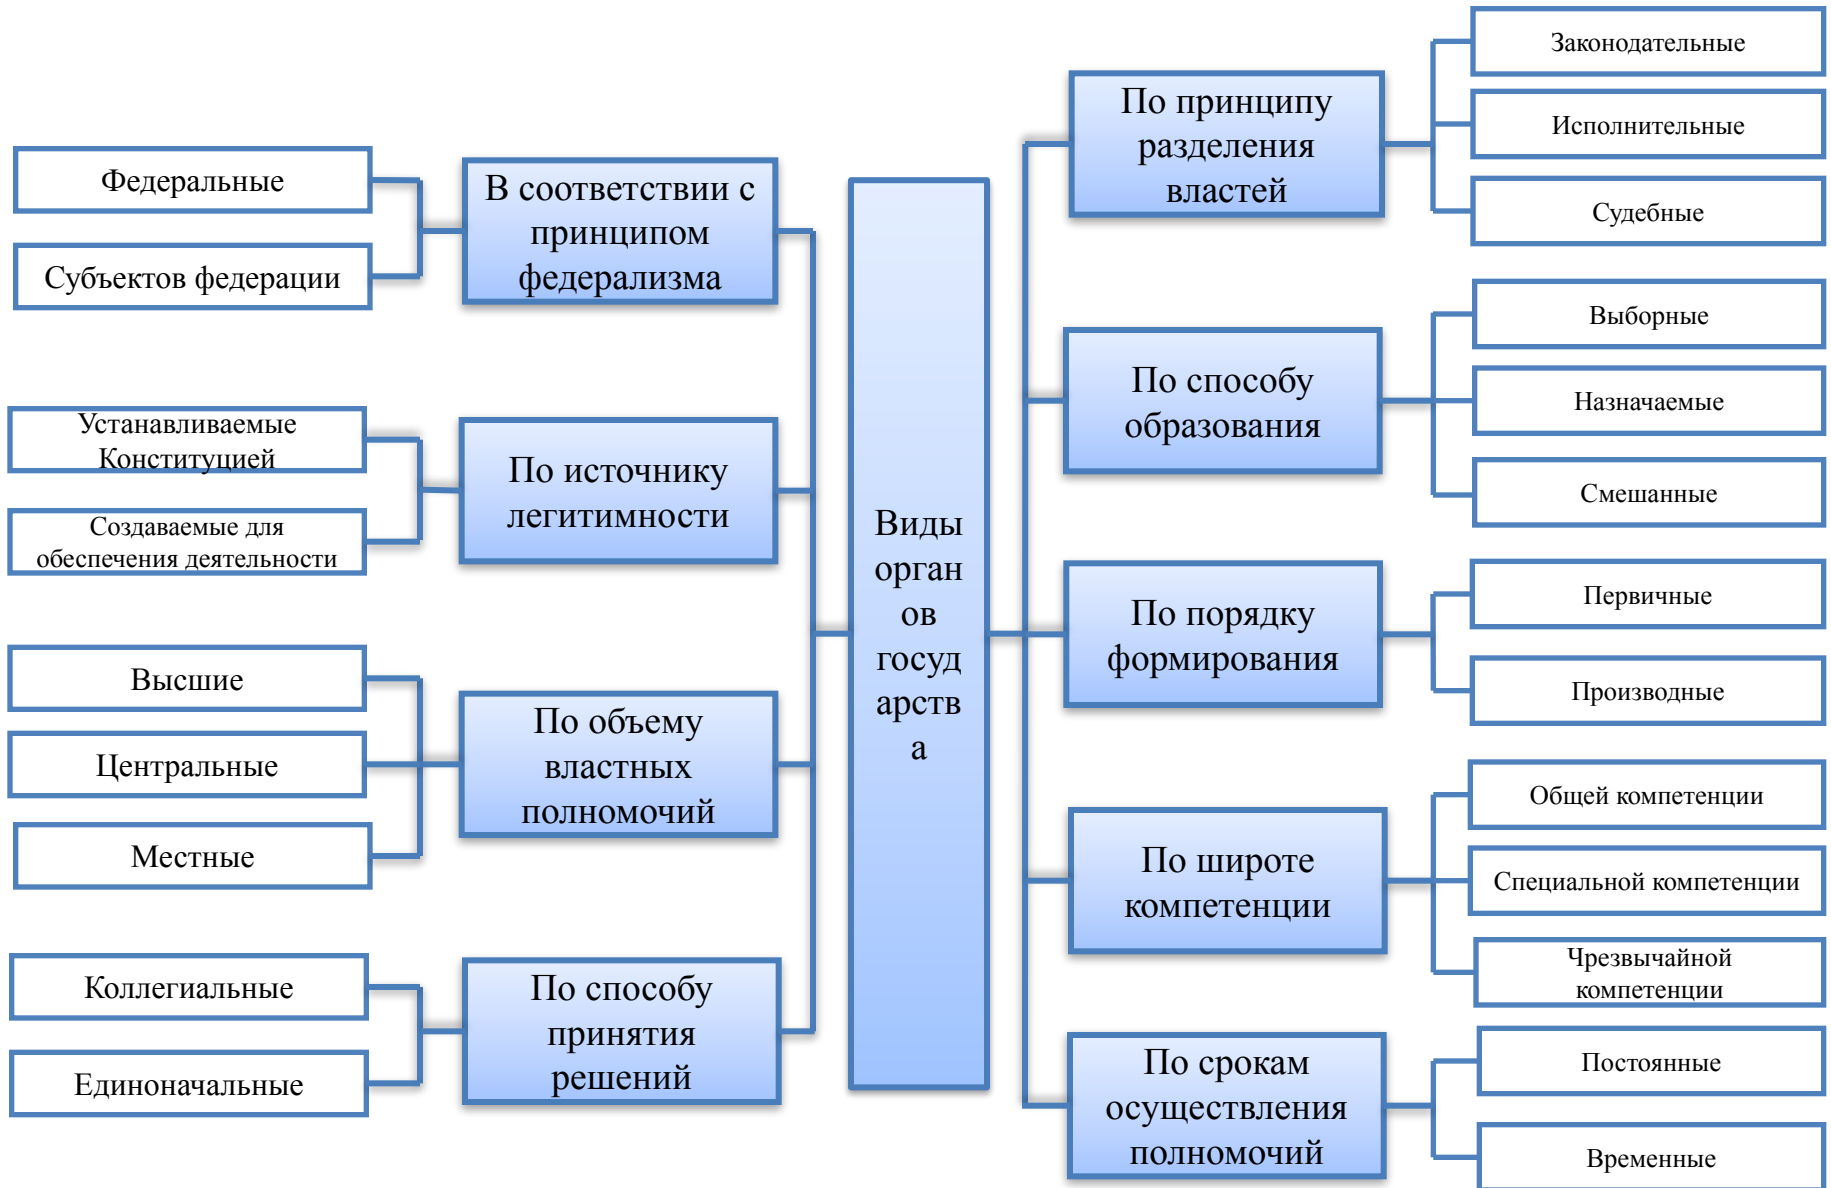 Федеральные
Субъектов федерации
В соответствии с
принципом
федерализма
Устанавливаемые
Конституцией
Создаваемые для
обеспечения деятельности
По источнику
легитимности
Высшие
Центральные
Местные
По объему
властных
полномочий
Коллегиальные
Единоначальные
По способу
принятия
решений
Виды
орган
ов
госуд
арств
а
По принципу
разделения
властей
Законодательные
Исполнительные
Судебные
По способу
образования
Выборные
Назначаемые
Смешанные
По порядку
формирования
Первичные
Производные
По широте
компетенции
Общей компетенции
Специальной компетенции
Чрезвычайной
компетенции
По срокам
осуществления
полномочий
Постоянные
Временные